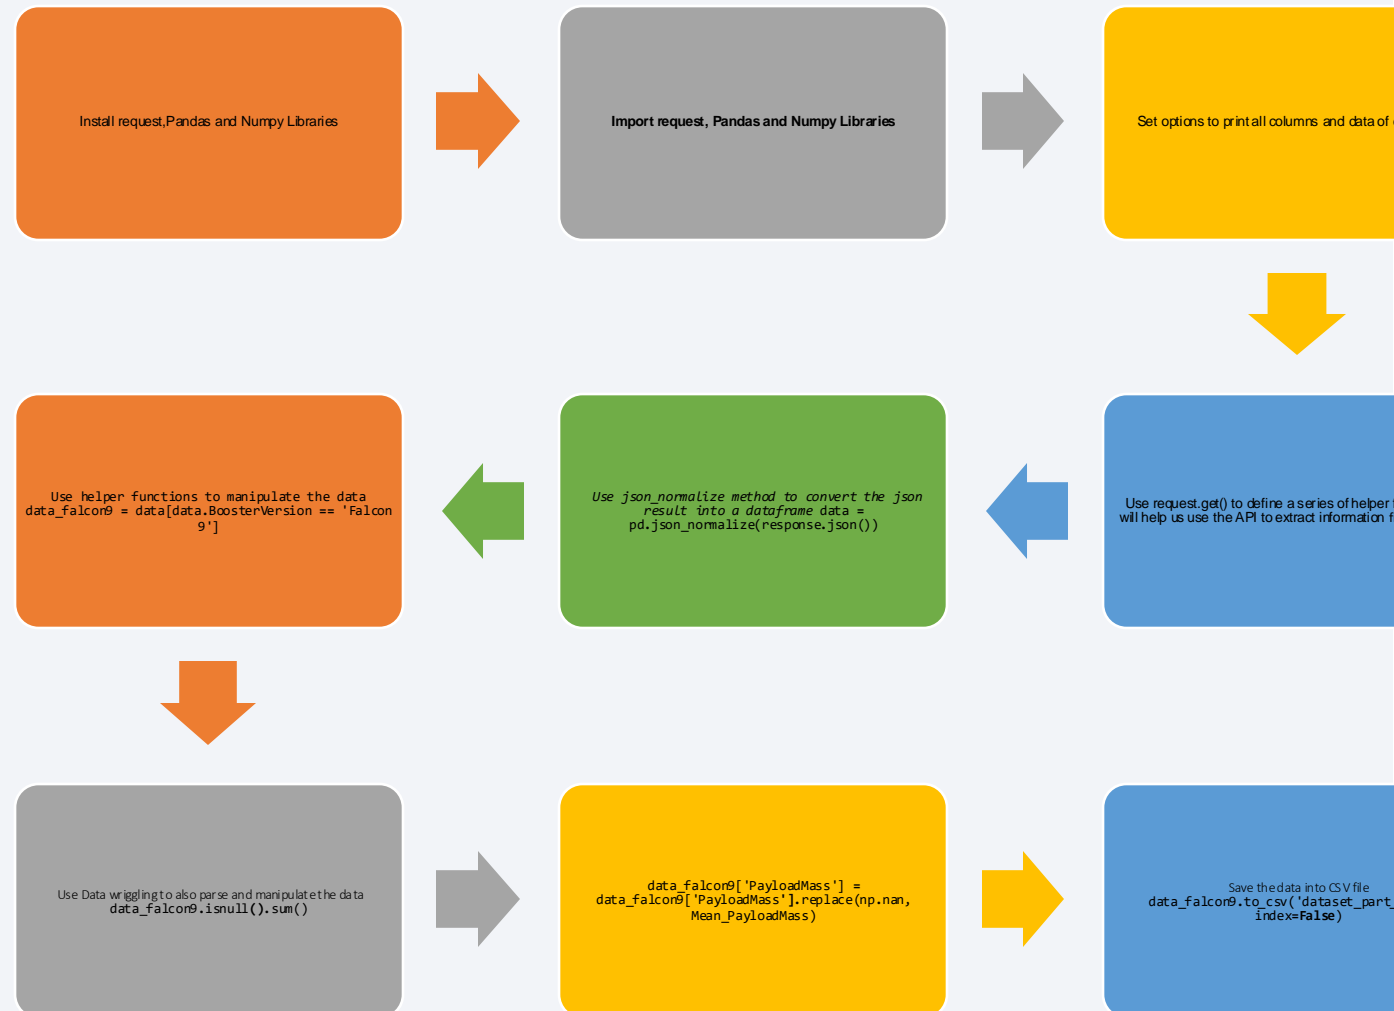 Install request,Pandas and Numpy Libraries
Import request, Pandas and Numpy Libraries
Set options to print all columns and data of
Use request.get() to define a series of helper
will help us use the API to extract information
Use json_normalize method to convert the json
result into a dataframe data =
pd.json_normalize(response.json())
Use helper functions to manipulate the data
data_falcon9 = data[data.BoosterVersion == 'Falcon
9']
Use Data wriggling to also parse and manipulate the data
data_falcon9.isnull().sum()
data_falcon9['PayloadMass'] =
data_falcon9['PayloadMass'].replace(np.nan,
Mean_PayloadMass)
Save the data into CSV file
data_falcon9.to_csv('dataset_part_
index=False)